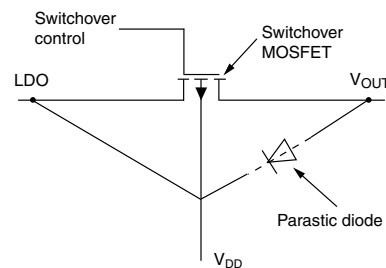 Switchover
control
Switchover
MOSFET
LDO
VOUT
Parastic diode
VDD